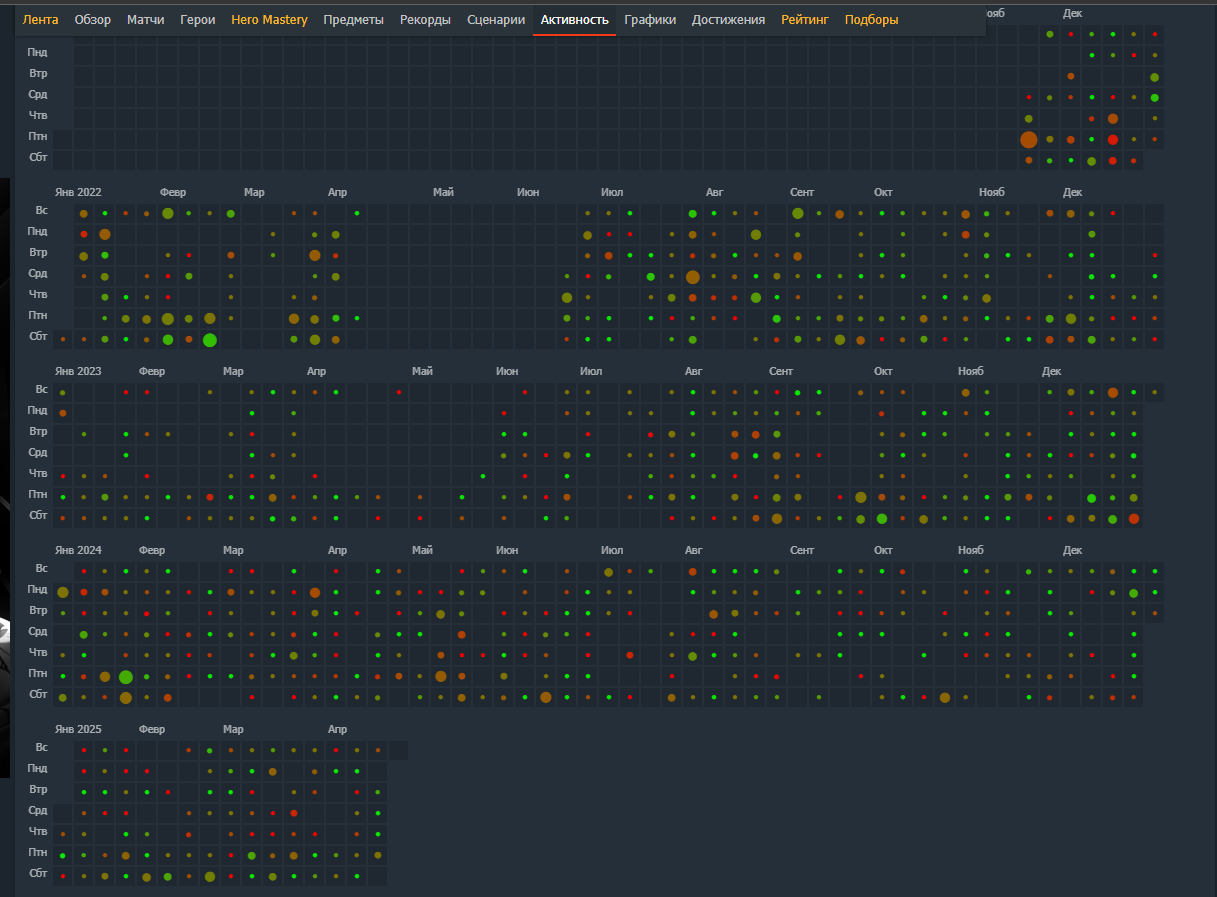 Лента Обзор Матчи Герои Hero Mastery Предметы Рекорды Сценарии Активность Графики Достижения Рейтинг Подборы
ояб Дек
Пнд
Втр
Срд
Чтв
Птн
Сбт
Янв 2022 Февр Мар Апр Май Июн Июл Авг Сент Окт Нояб Дек
Вс
Пнд
Втр
Срд
Чтв
Птн
Сбт
Янв 2023 Февр Мар Апр Май Июн Июл Авг Сент Окт Нояб Дек
Вс
Пнд
Втр
Срд
Чтв
Птн
Сбт
Янв 2024 Февр Мар Апр Май Июн Июл Авг Сент Окт Нояб Дек
Вс
Пнд
Втр
Срд
Чтв
Птн
Сбт
Янв 2025 Февр Мар Апр
Вс
Пнд
Втр
Срд
Чтв
Птн
Сбт